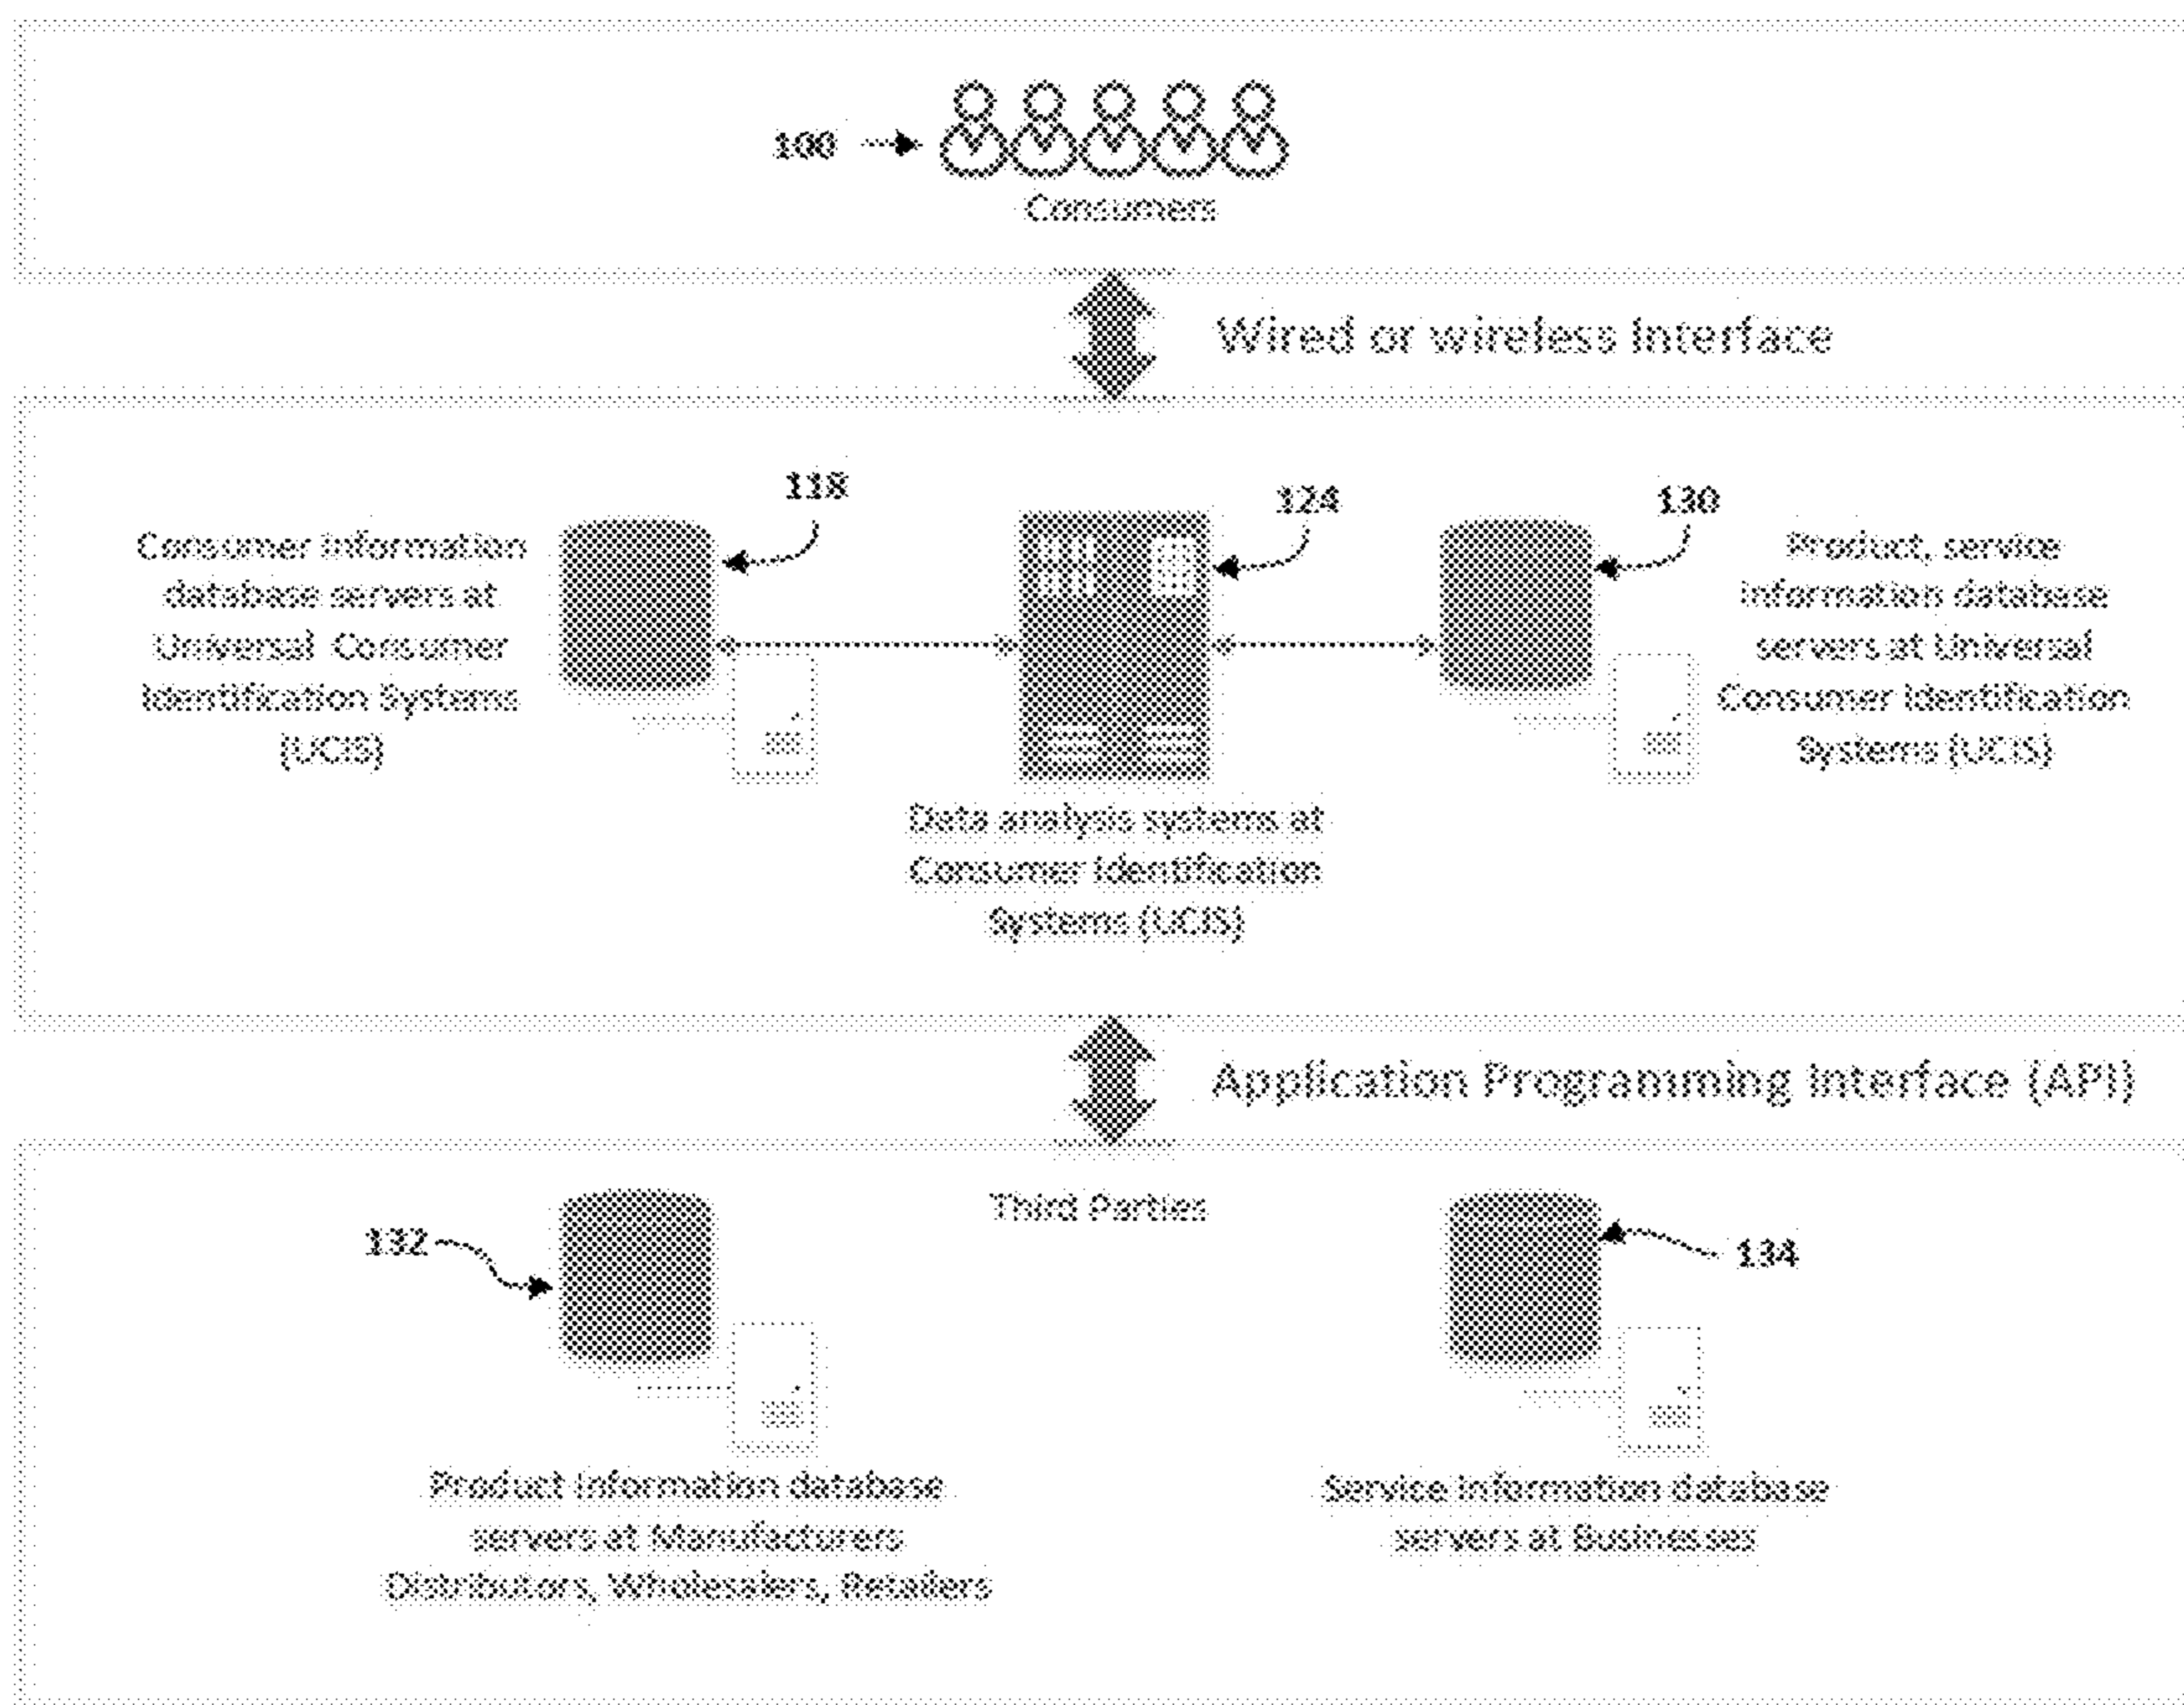 100
Consumers
Wired or wireless Interface
118
124
130
Consumer information
database servers at
Universal Consumer
Identification Systems
(UCIS)
Product, service
information database
servers at Universal
Consumer Identification
Systems (UCIS)
Data analysis systems at
Consumer Identification
Systems (UCIS)
Application Programming Interface (API)
Third Parties
132
134
Product information database
servers at Manufacturers
Distributors, Wholesalers, Retailers
Service information database
servers at Businesses